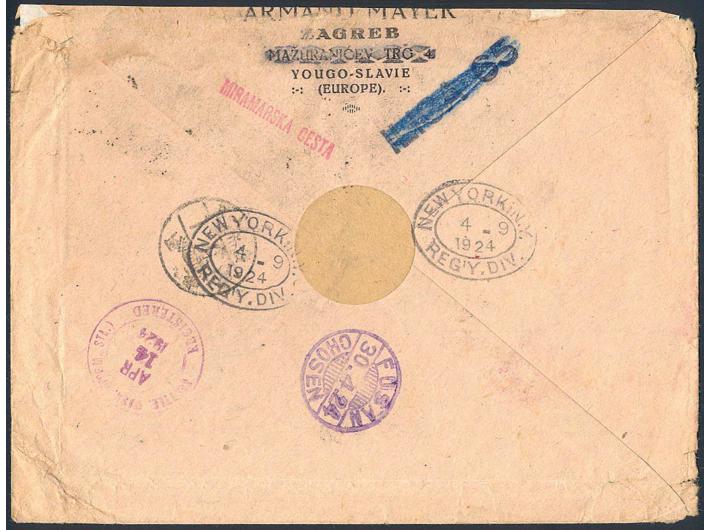 ARMAND MAYER
ZAGREB
MAŽURANIĆEV TRG 4
YOUGO-SLAVIE
(EUROPE).
MIRAMARSKA CESTA
NEW YORK, N.Y.
4 - 9
1924
REG'Y. DIV.
NEW YORK, N.Y.
4 - 9
1924
REG'Y. DIV.
REGISTERED
APR
14
1924
FUSAN
30.4.24
CHOSEN